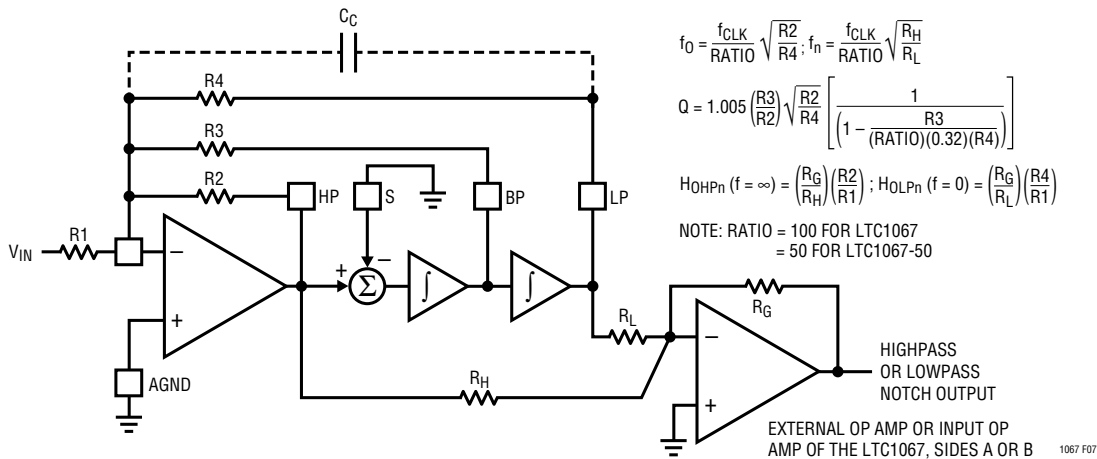 C_C
R4
R3
R2
HP
S
BP
LP
V_IN
R1
−
+
+
−
Σ
∫
∫
AGND
R_L
R_H
R_G
−
+
HIGHPASS
OR LOWPASS
NOTCH OUTPUT
EXTERNAL OP AMP OR INPUT OP
AMP OF THE LTC1067, SIDES A OR B
1067 F07
f_O = f_CLK/RATIO √(R2/R4) ; f_n = f_CLK/RATIO √(R_H/R_L)
Q = 1.005 (R3/R2) √(R2/R4) [1/(1 − R3/((RATIO)(0.32)(R4)))]
H_OHPn (f = ∞) = (R_G/R_H)(R2/R1) ; H_OLPn (f = 0) = (R_G/R_L)(R4/R1)
NOTE: RATIO = 100 FOR LTC1067
= 50 FOR LTC1067-50